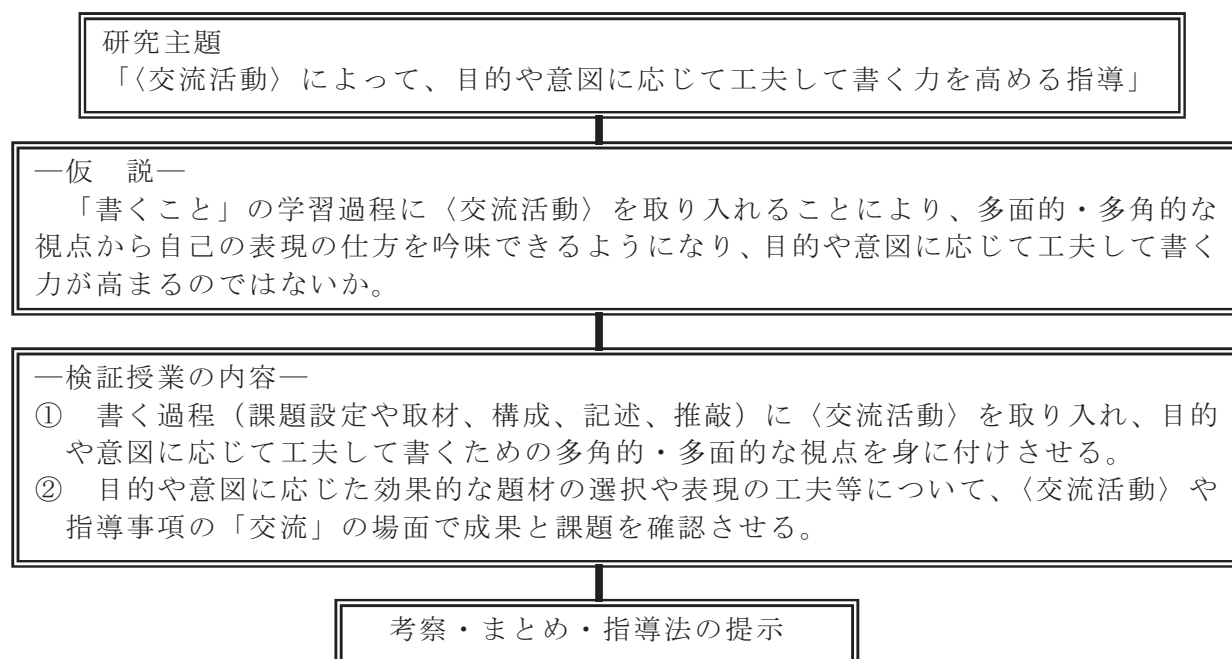 研究主題
「〈交流活動〉によって、目的や意図に応じて工夫して書く力を高める指導」
―仮　説―
「書くこと」の学習過程に〈交流活動〉を取り入れることにより、多面的・多角的な
視点から自己の表現の仕方を吟味できるようになり、目的や意図に応じて工夫して書く
力が高まるのではないか。
―検証授業の内容―
①　書く過程（課題設定や取材、構成、記述、推敲）に〈交流活動〉を取り入れ、目的
や意図に応じて工夫して書くための多角的・多面的な視点を身に付けさせる。
②　目的や意図に応じた効果的な題材の選択や表現の工夫等について、〈交流活動〉や
指導事項の「交流」の場面で成果と課題を確認させる。
考察・まとめ・指導法の提示